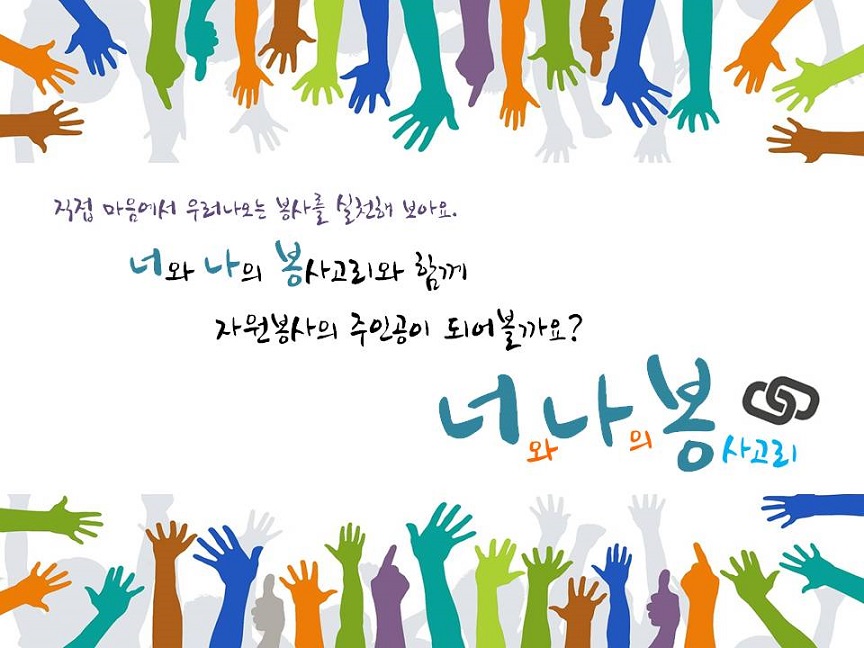 직접 마음에서 우러나오는 봉사를 실천해 보아요.
너와 나의 봉사고리와 함께
자원봉사의 주인공이 되어볼까요?
너와나의봉사고리